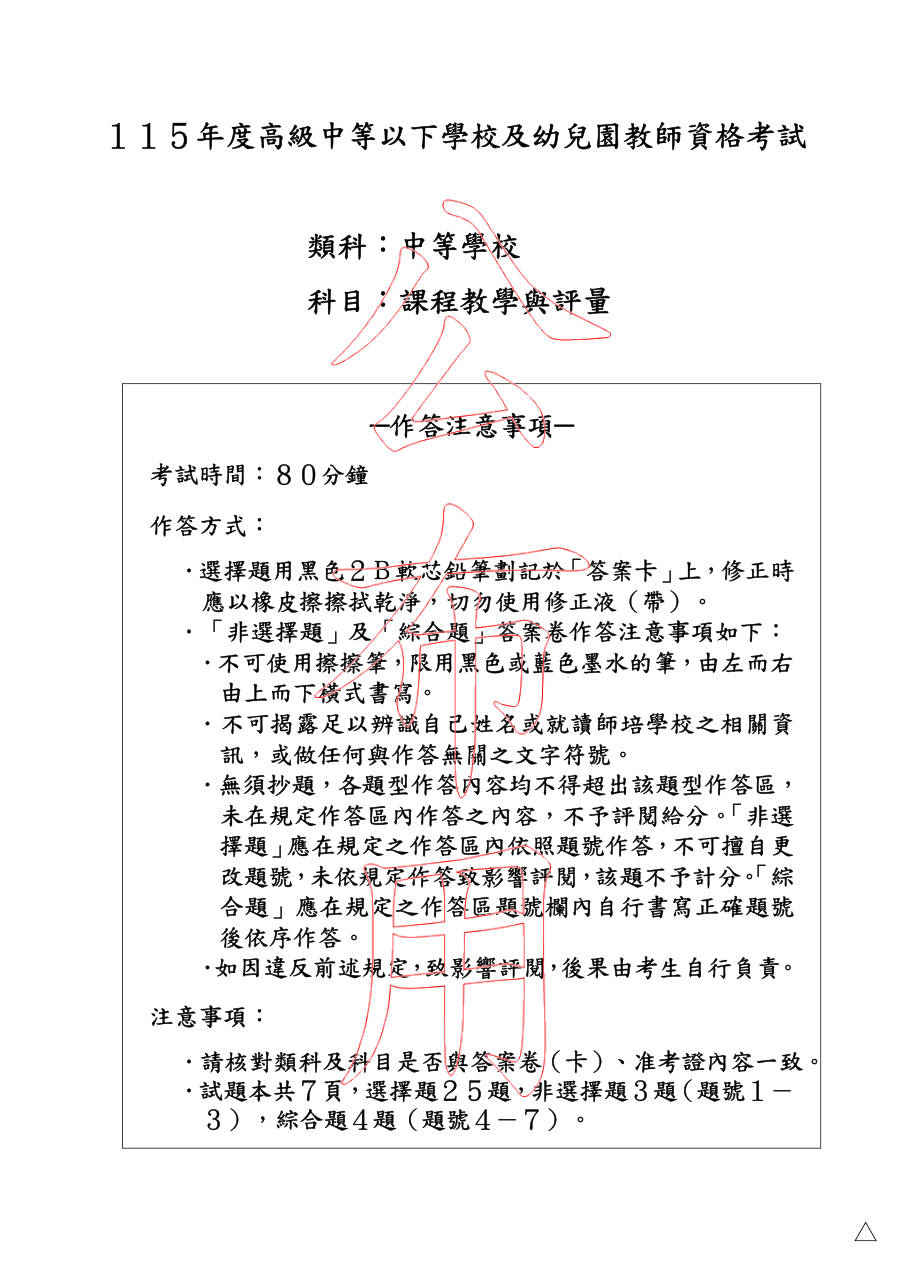 115年度高級中等以下學校及幼兒園教師資格考試
類科：中等學校
科目：課程教學與評量
—作答注意事項—
考試時間：80分鐘
作答方式：
·選擇題用黑色2B軟芯鉛筆劃記於「答案卡」上，修正時
應以橡皮擦擦拭乾淨，切勿使用修正液（帶）。
·「非選擇題」及「綜合題」答案卷作答注意事項如下：
·不可使用擦擦筆，限用黑色或藍色墨水的筆，由左而右
由上而下橫式書寫。
·不可揭露足以辨識自己姓名或就讀師培學校之相關資
訊，或做任何與作答無關之文字符號。
·無須抄題，各題型作答內容均不得超出該題型作答區，
未在規定作答區內作答之內容，不予評閱給分。「非選
擇題」應在規定之作答區內依照題號作答，不可擅自更
改題號，未依規定作答致影響評閱，該題不予計分。「綜
合題」應在規定之作答區題號欄內自行書寫正確題號
後依序作答。
·如因違反前述規定，致影響評閱，後果由考生自行負責。
注意事項：
·請核對類科及科目是否與答案卷（卡）、准考證內容一致。
·試題本共7頁，選擇題25題，非選擇題3題（題號1－
3），綜合題4題（題號4－7）。
公布用